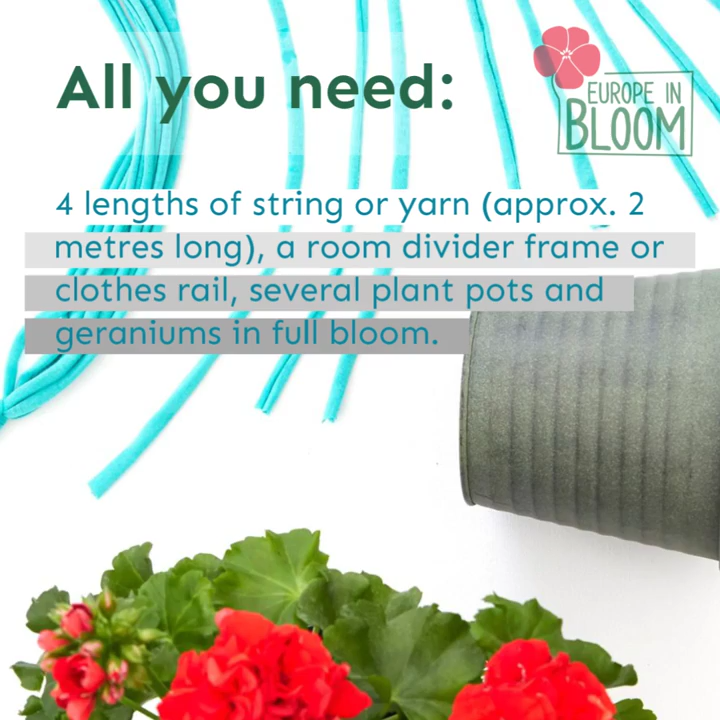 All you need:
EUROPE IN
BLOOM
4 lengths of string or yarn (approx. 2
metres long), a room divider frame or
clothes rail, several plant pots and
geraniums in full bloom.